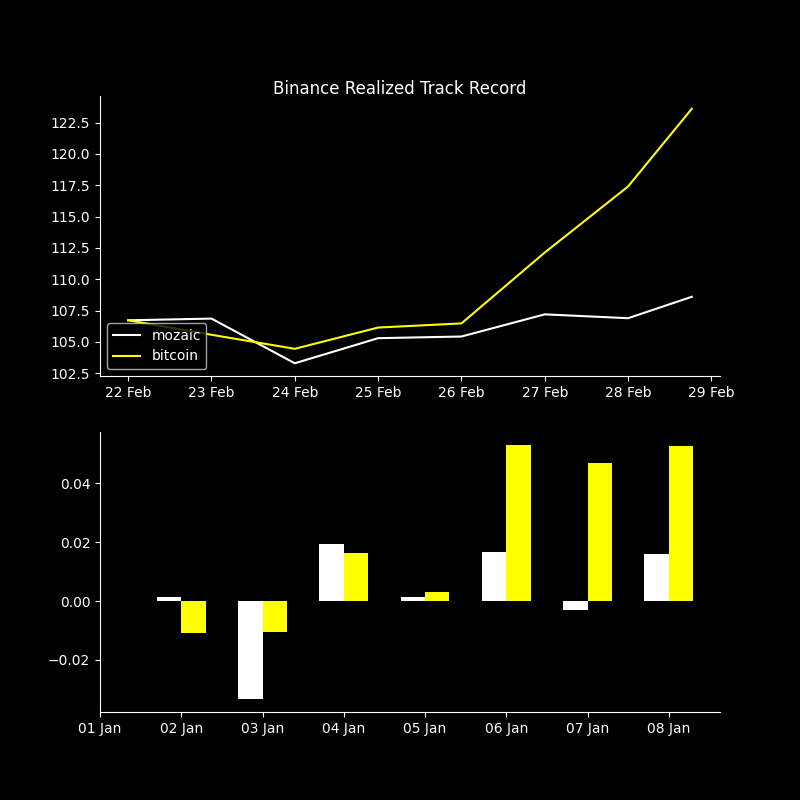 Binance Realized Track Record
122.5
120.0
117.5
115.0
112.5
110.0
107.5
105.0
102.5
mozaic
bitcoin
22 Feb 23 Feb 24 Feb 25 Feb 26 Feb 27 Feb 28 Feb 29 Feb
0.04
0.02
0.00
−0.02
01 Jan 02 Jan 03 Jan 04 Jan 05 Jan 06 Jan 07 Jan 08 Jan